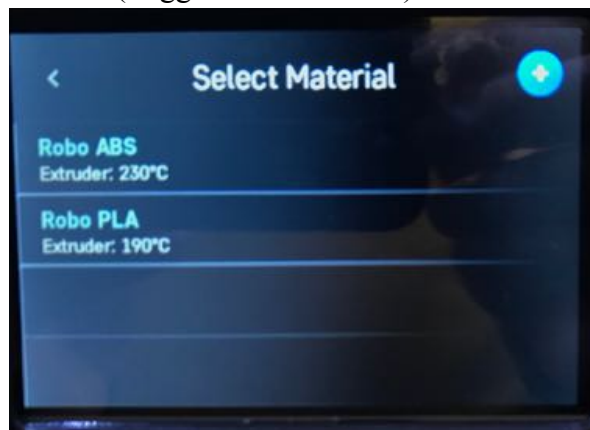 Select Material
Robo ABS
Extruder: 230°C
Robo PLA
Extruder: 190°C